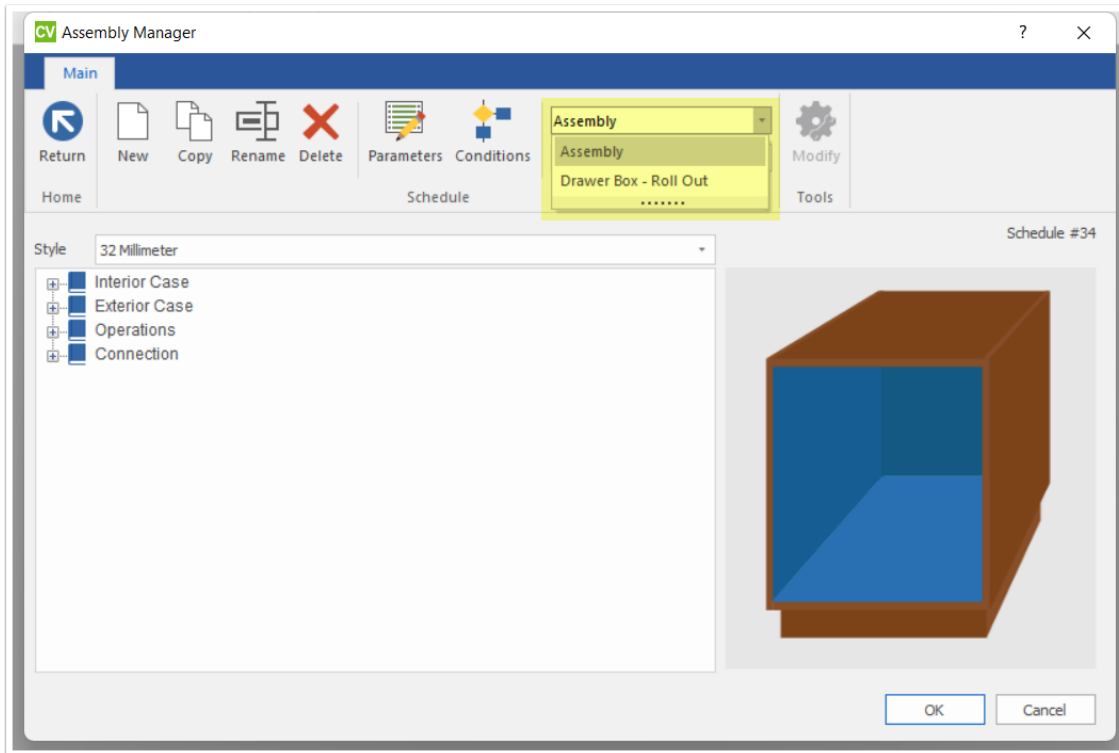 CV Assembly Manager ?
Main
Assembly
Assembly
Drawer Box - Roll Out
Return New Copy Rename Delete Parameters Conditions Modify
Home Schedule Tools
Schedule #34
Style 32 Millimeter
Interior Case
Exterior Case
Operations
Connection
OK Cancel